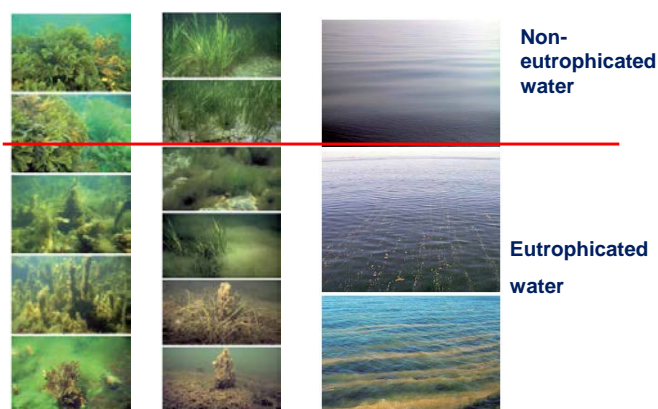 Non-
eutrophicated
water
Eutrophicated
water